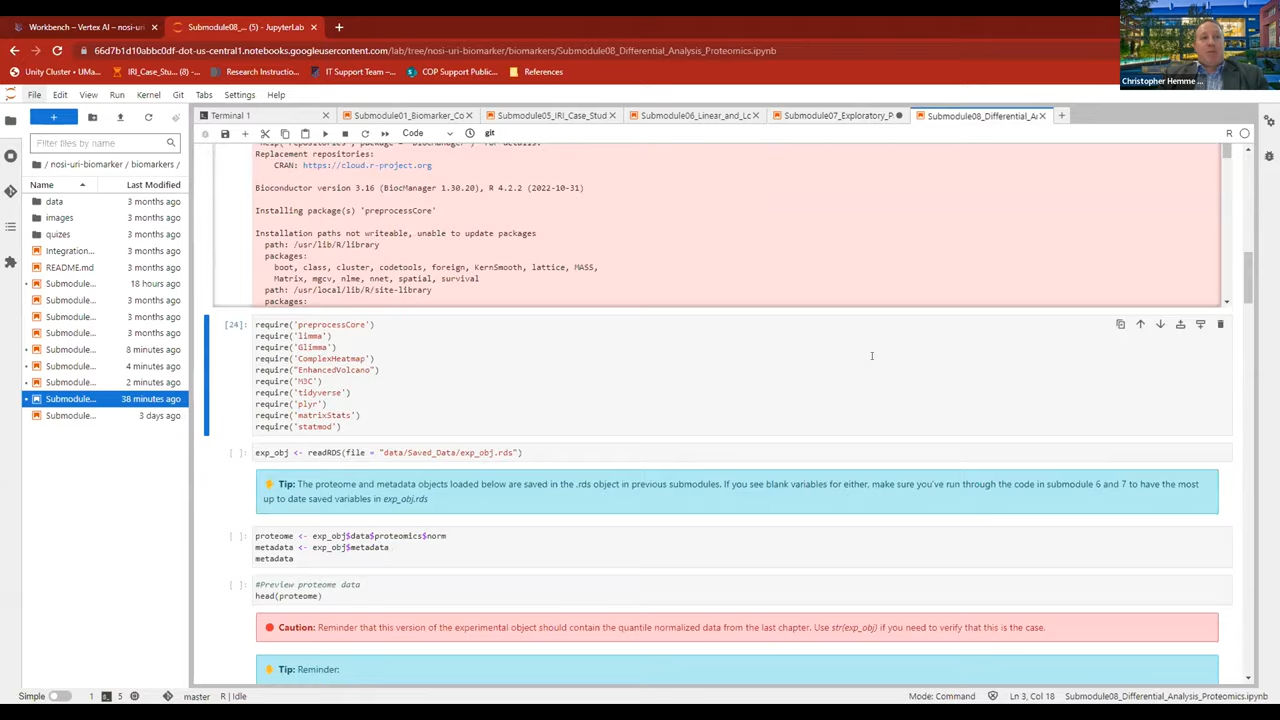 Workbench – Vertex AI – nosi-uri
Submodule08_... (5) - JupyterLab
66d7b1d10abbc0df-dot-us-central1.notebooks.googleusercontent.com/lab/tree/nosi-uri-biomarker/biomarkers/Submodule08_Differential_Analysis_Proteomics.ipynb
Unity Cluster - UMa...
IRI_Case_Stu... (8) -...
Research Instructio...
IT Support Team –...
COP Support Public...
References
Christopher Hemme ...
File Edit View Run Kernel Git Tabs Settings Help
Terminal 1
Submodule01_Biomarker_Co
Submodule05_IRI_Case_Stud
Submodule06_Linear_and_Lo
Submodule07_Exploratory_P
Submodule08_Differential_A
Code
git
R
Filter files by name
/ nosi-uri-biomarker / biomarkers /
Name Last Modified
data 3 months ago
images 3 months ago
quizes 3 months ago
Integration... 3 months ago
README.md 3 months ago
Submodule... 18 hours ago
Submodule... 3 months ago
Submodule... 3 months ago
Submodule... 3 months ago
Submodule... 8 minutes ago
Submodule... 4 minutes ago
Submodule... 2 minutes ago
Submodule... 38 minutes ago
Submodule... 3 days ago
Replacement repositories:
CRAN: https://cloud.r-project.org
Bioconductor version 3.16 (BiocManager 1.30.20), R 4.2.2 (2022-10-31)
Installing package(s) 'preprocessCore'
Installation paths not writeable, unable to update packages
path: /usr/lib/R/library
packages:
boot, class, cluster, codetools, foreign, KernSmooth, lattice, MASS,
Matrix, mgcv, nlme, nnet, spatial, survival
path: /usr/local/lib/R/site-library
packages:
[24]:
require('preprocessCore')
require('limma')
require('Glimma')
require('ComplexHeatmap')
require("EnhancedVolcano")
require('M3C')
require('tidyverse')
require('plyr')
require('matrixStats')
require('statmod')
[ ]: exp_obj <- readRDS(file = "data/Saved_Data/exp_obj.rds")
Tip: The proteome and metadata objects loaded below are saved in the .rds object in previous submodules. If you see blank variables for either, make sure you've run through the code in submodule 6 and 7 to have the most
up to date saved variables in exp_obj.rds
[ ]: proteome <- exp_obj$data$proteomics$norm
metadata <- exp_obj$metadata
metadata
[ ]: #Preview proteome data
head(proteome)
Caution: Reminder that this version of the experimental object should contain the quantile normalized data from the last chapter. Use str(exp_obj) if you need to verify that this is the case.
Tip: Reminder:
Simple 1 5 master R | Idle Mode: Command Ln 3, Col 18 Submodule08_Differential_Analysis_Proteomics.ipynb